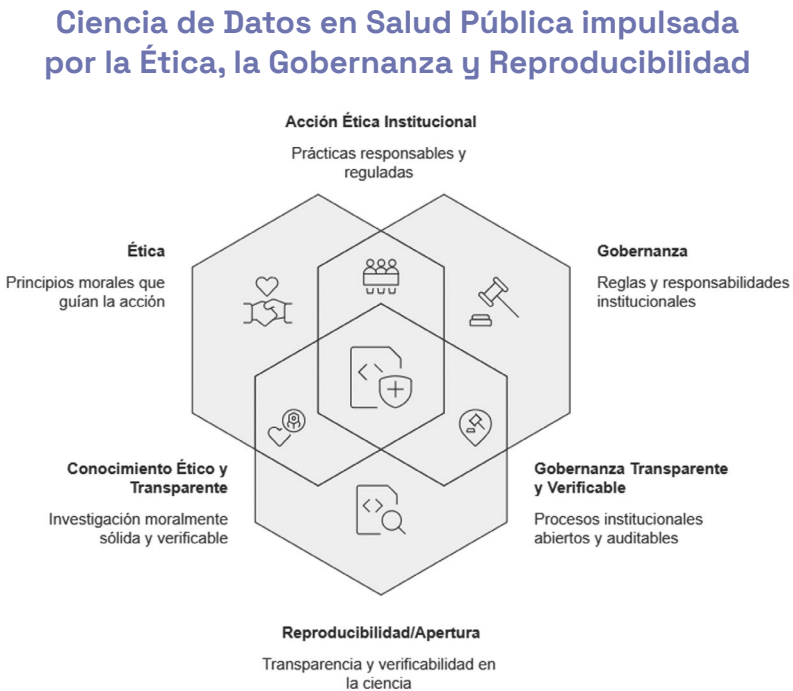 Ciencia de Datos en Salud Pública impulsada
por la Ética, la Gobernanza y Reproducibilidad
Acción Ética Institucional
Prácticas responsables y
reguladas
Ética
Principios morales que
guían la acción
Gobernanza
Reglas y responsabilidades
institucionales
Conocimiento Ético y
Transparente
Investigación moralmente
sólida y verificable
Gobernanza Transparente
y Verificable
Procesos institucionales
abiertos y auditables
Reproducibilidad/Apertura
Transparencia y verificabilidad en
la ciencia